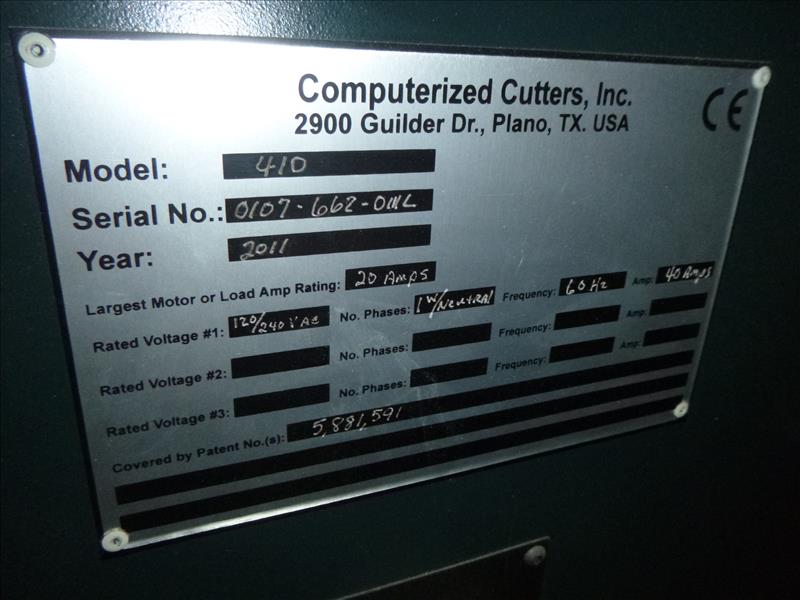 Computerized Cutters, Inc.
2900 Guilder Dr., Plano, TX. USA
CE
Model: 410
Serial No.: 0107-662-
Year: 2011
Largest Motor or Load Amp Rating: 20 AMPS
Rated Voltage #1: 120/240 VAC No. Phases: 1 W/NEUTRAL Frequency: 60 Hz Amp: 40 AMPS
Rated Voltage #2: No. Phases: Frequency: Amp:
Rated Voltage #3: No. Phases: Frequency: Amp:
Covered by Patent No.(s): 5,881,591